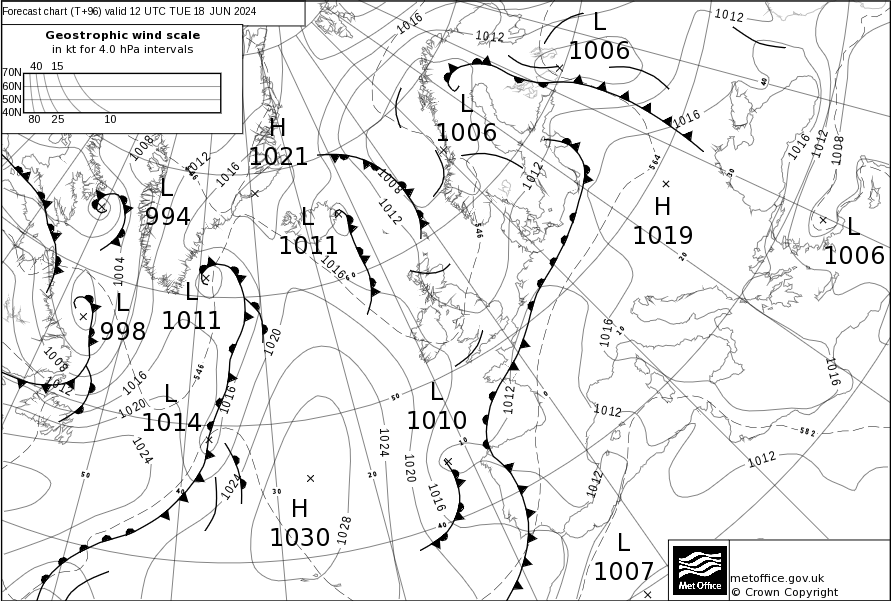 Forecast chart (T+96) valid 12 UTC TUE 18 JUN 2024
Geostrophic wind scale
in kt for 4.0 hPa intervals
40 15
70N
60N
50N
40N
80 25 10
L
1006
1016
1012
1012
40
L
1006
1016
1016
1012
1008
H
1021
1008
1012
1016
1008
1012
564
1012
30
L
994
L
1011
1012
546
H
1019
L
1006
1004
1016
20
L
998
L
1011
1020
1016
10
1008
1012
1016
1020
546
1016
50
L
1010
1012
0
1012
1016
L
1014
1024
1024
1020
10
582
1012
50
40
1024
30
20
1016
1012
H
1030
1028
40
L
1007
Met Office
metoffice.gov.uk
© Crown Copyright